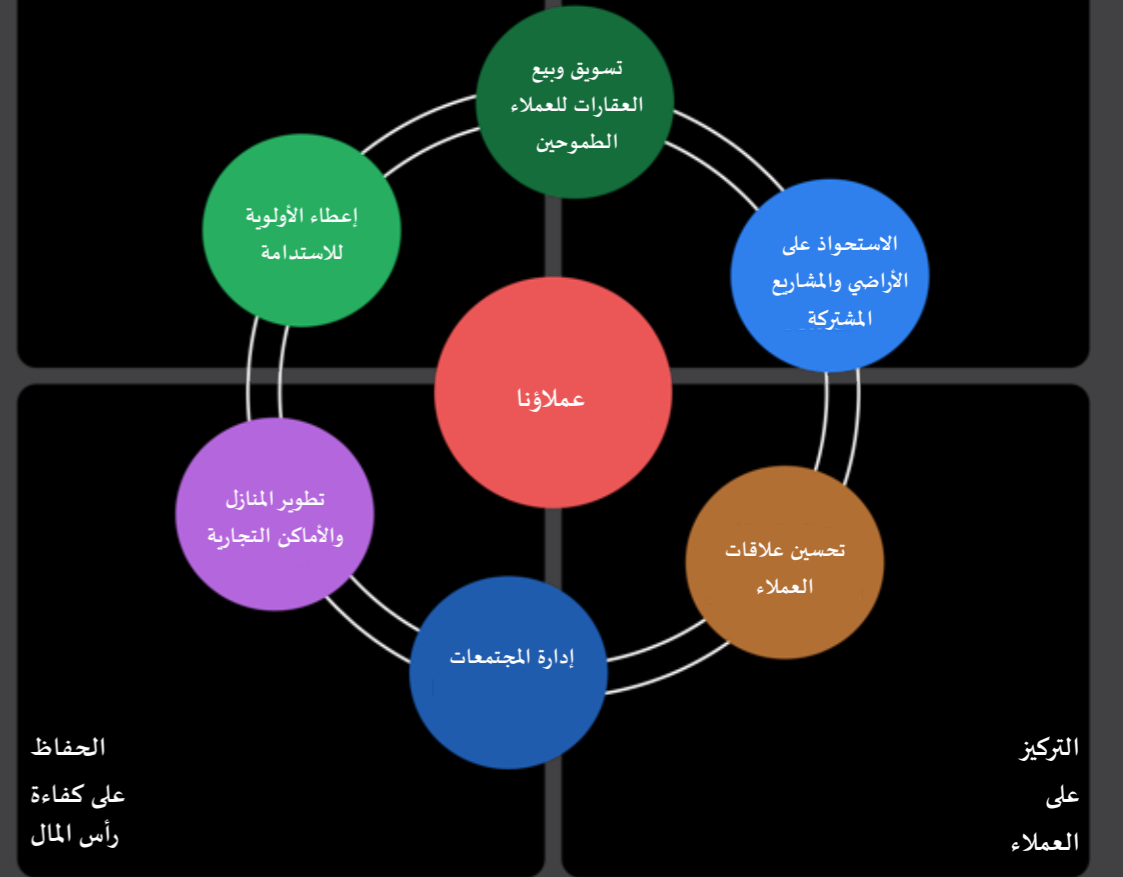 تسويق وبيع
العقارات للعملاء
الطموحين
إعطاء الأولوية
للاستدامة
الاستحواذ على
الأراضي والمشاريع
المشتركة
عملاؤنا
تطوير المنازل
والأماكن التجارية
تحسين علاقات
العملاء
إدارة المجتمعات
التركيز
على
العملاء
الحفاظ
على كفاءة
رأس المال